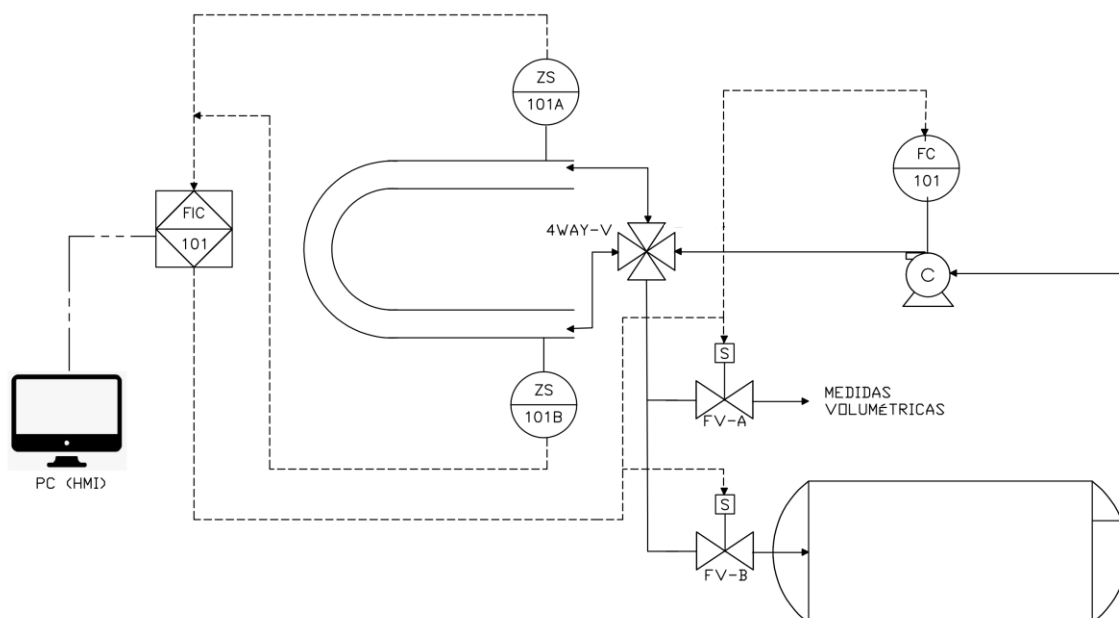 ZS
101A
FC
101
FIC
101
4WAY-V
C
S
ZS
101B
MEDIDAS
VOLUMÉTRICAS
FV-A
PC (HMI)
S
FV-B